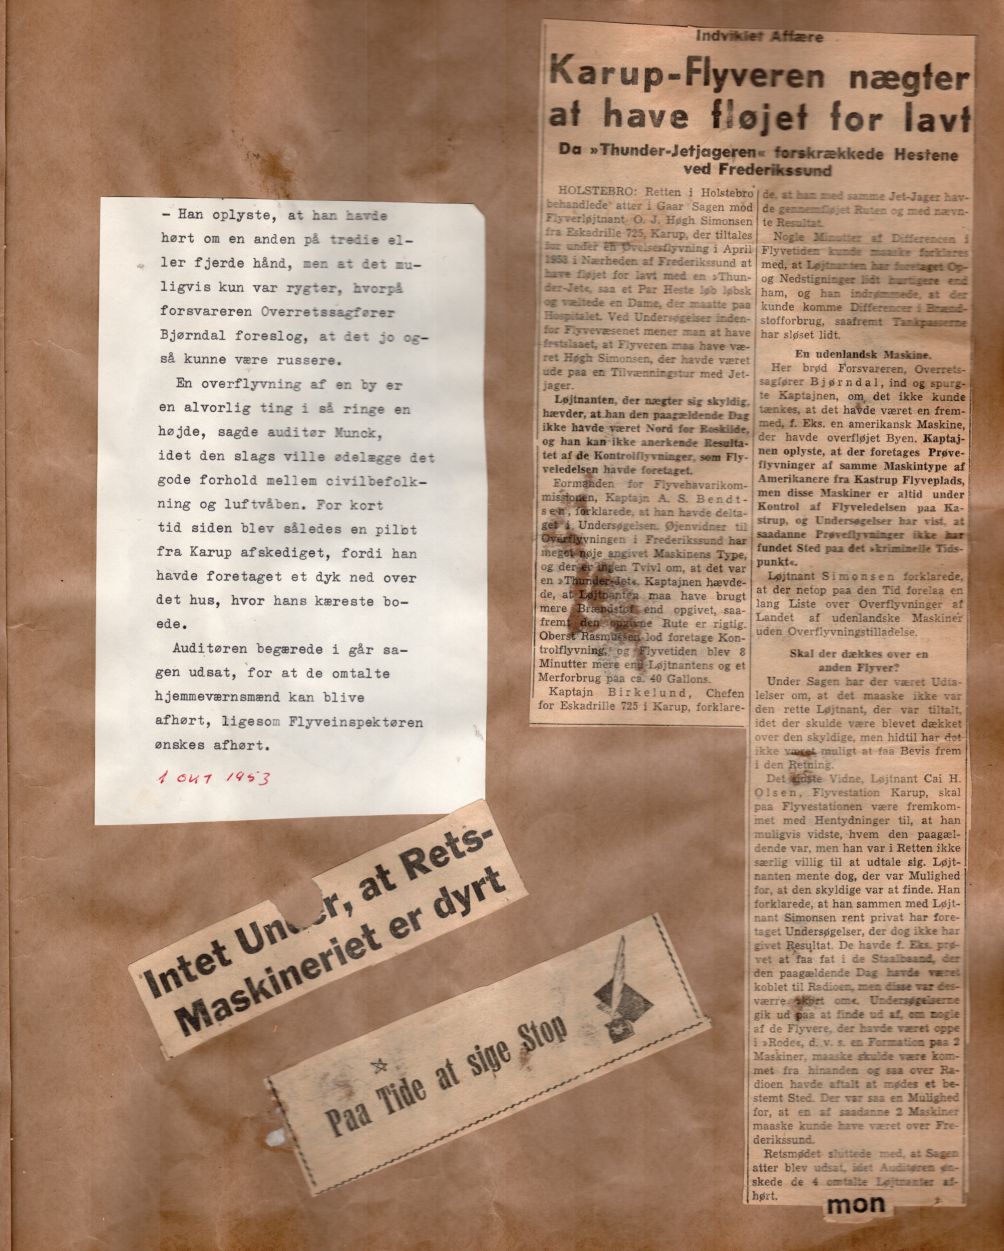 — Han oplyste, at han havde
hørt om en anden på tredie el-
ler fjerde hånd, men at det mu-
ligvis kun var rygter, hvorpå
forsvareren Overretssagfører
Bjørndal foreslog, at det jo og-
så kunne være russere.
En overflyvning af en by er
en alvorlig ting i så ringe en
højde, sagde auditør Munck,
idet den slags ville ødelægge det
gode forhold mellem civilbefolk-
ning og luftvåben. For kort
tid siden blev således en pilot
fra Karup afskediget, fordi han
havde foretaget et dyk ned over
det hus, hvor hans kæreste bo-
ede.
Auditøren begærede i går sa-
gen udsat, for at de omtalte
hjemmeværnsmænd kan blive
afhørt, ligesom Flyveinspektøren
ønskes afhørt.
1 OKT 1953
Intet Under, at Rets-
Maskineriet er dyrt
Paa Tide at sige Stop
Indviklet Affære
Karup-Flyveren nægter
at have fløjet for lavt
Da »Thunder-Jetjageren« forskrækkede Hestene
ved Frederikssund
HOLSTEBRO: Retten i Holstebro
behandlede atter i Gaar Sagen mod
Flyverløjtnant O. J. Høgh Simonsen
fra Eskadrille 725, Karup, der tiltales
for under en Øvelsesflyvning i April
1953 i Nærheden af Frederikssund at
have fløjet for lavt med en »Thun-
der-Jet«, saa et Par Heste løb løbsk
og væltede en Dame, der maatte paa
Hospitalet. Ved Undersøgelser inden-
for Flyvevæsenet mener man at have
fastslaaet, at Flyveren maa have væ-
ret Høgh Simonsen, der havde været
ude paa en Tilvænningstur med Jet-
jager.
Løjtnanten, der nægter sig skyldig,
hævder, at han den paagældende Dag
ikke havde været Nord for Roskilde,
og han kan ikke anerkende Resulta-
tet af de Kontrolflyvninger, som Fly-
veledelsen havde foretaget.
Formanden for Flyvehavarikom-
missionen, Kaptajn A. S. Bendt-
sen, forklarede, at han havde delta-
get i Undersøgelsen. Øjenvidner til
Overflyvningen i Frederikssund har
meget nøje angivet Maskinens Type,
og der er ingen Tvivl om, at det var
en »Thunder-Jet«. Kaptajnen hævde-
de, at Løjtnanten maa have brugt
mere Brændstof end opgivet, saa-
fremt den opgivne Rute er rigtig.
Oberst Rasmussen lod foretage Kon-
trolflyvning, og Flyvetiden blev 8
Minutter mere end Løjtnantens og et
Merforbrug paa ca. 40 Gallons.
Kaptajn Birkelund, Chefen
for Eskadrille 725 i Karup, forklare-
de, at han med samme Jet-Jager hav-
de gennemfløjet Ruten og med nævn-
te Resultat.
Nogle Minutter af Differencen i
Flyvetiden kunde maaske forklares
med, at Løjtnanten har foretaget Op-
og Nedstigninger lidt hurtigere end
ham, og han indrømmede, at der
kunde komme Differencer i Brænd-
stofforbrug, saafremt Tankpasserne
har sløset lidt.
En udenlandsk Maskine.
Her brød Forsvareren, Overrets-
sagfører Bjørndal, ind og spurg-
te Kaptajnen, om det ikke kunde
tænkes, at det havde været en frem-
med, f. Eks. en amerikansk Maskine,
der havde overfløjet Byen. Kaptaj-
nen oplyste, at der foretages Prøve-
flyvninger af samme Maskintype af
Amerikanere fra Kastrup Flyveplads,
men disse Maskiner er altid under
Kontrol af Flyveledelsen paa Ka-
strup, og Undersøgelser har vist, at
saadanne Prøveflyvninger ikke har
fundet Sted paa det »kriminelle Tids-
punkt«.
Løjtnant Simonsen forklarede,
at der netop paa den Tid forelaa en
lang Liste over Overflyvninger af
Landet af udenlandske Maskiner
uden Overflyvningstilladelse.
Skal der dækkes over en
anden Flyver?
Under Sagen har der været Udta-
lelser om, at det maaske ikke var
den rette Løjtnant, der var tiltalt,
idet der skulde være blevet dækket
over den skyldige, men hidtil har det
ikke været muligt at faa Bevis frem
i den Retning.
Det sidste Vidne, Løjtnant Cai H.
Olsen, Flyvestation Karup, skal
paa Flyvestationen være fremkom-
met med Hentydninger til, at han
muligvis vidste, hvem den paagæl-
dende var, men han var i Retten ikke
særlig villig til at udtale sig. Løjt-
nanten mente dog, der var Mulighed
for, at den skyldige var at finde. Han
forklarede, at han sammen med Løjt-
nant Simonsen rent privat har fore-
taget Undersøgelser, der dog ikke har
givet Resultat. De havde f. Eks. prø-
vet at faa fat i de Staalbaand, der
den paagældende Dag havde været
koblet til Radioen, men disse var des-
værre »kørt om«. Undersøgelserne
gik ud paa at finde ud af, om nogle
af de Flyvere, der havde været oppe
i »Rode«, d. v. s. en Formation paa 2
Maskiner, maaske skulde være kom-
met fra hinanden og saa over Ra-
dioen havde aftalt at mødes et be-
stemt Sted. Der var saa en Mulighed
for, at en af saadanne 2 Maskiner
maaske kunde have været over Fre-
derikssund.
Retsmødet sluttede med, at Sagen
atter blev udsat, idet Auditøren øn-
skede de 4 omtalte Løjtnanter af-
hørt.
mon